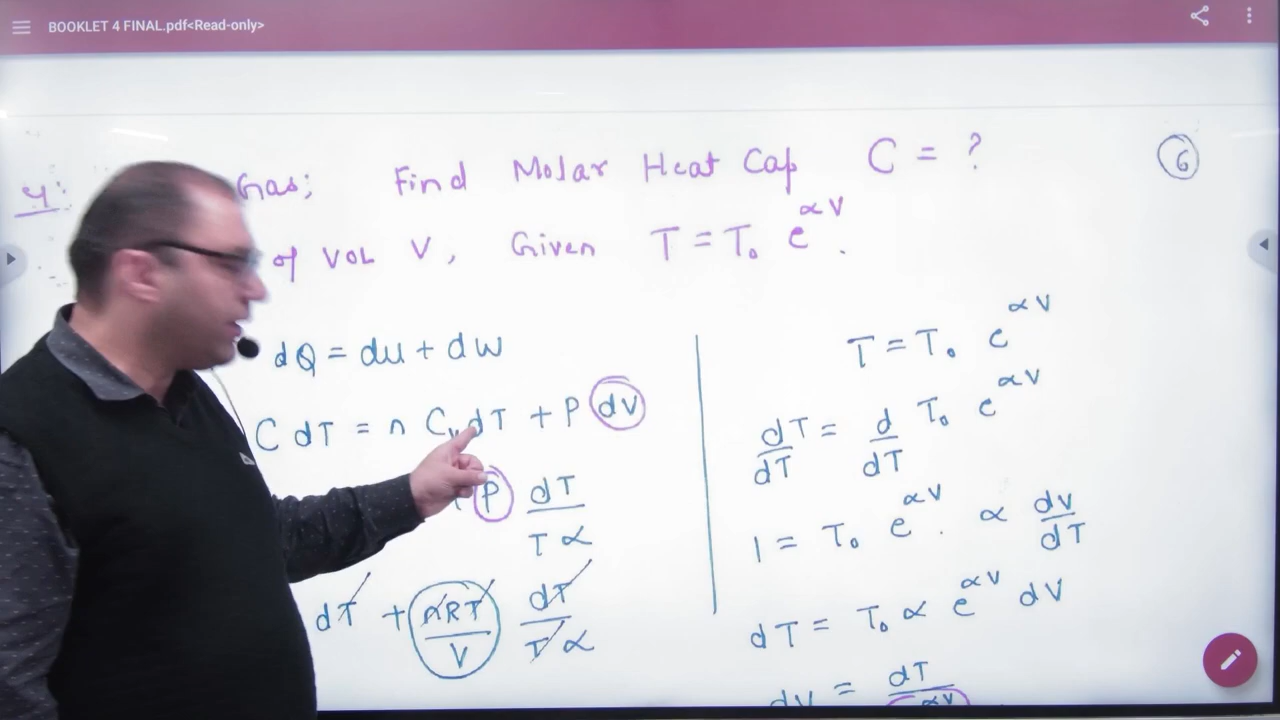 BOOKLET 4 FINAL.pdf<Read-only>
4: Gas; Find Molar Heat Cap C = ?
6
of VOL V, Given T = T₀ e^(αV).
dQ = du + dw
C dT = n Cᵥ dT + P dV
P dT / Tα
dT + nRT / V dT / Tα
T = T₀ e^(αV)
dT / dT = d / dT T₀ e^(αV)
1 = T₀ e^(αV) . α dV / dT
dT = T₀ α e^(αV) dV
dV = dT /